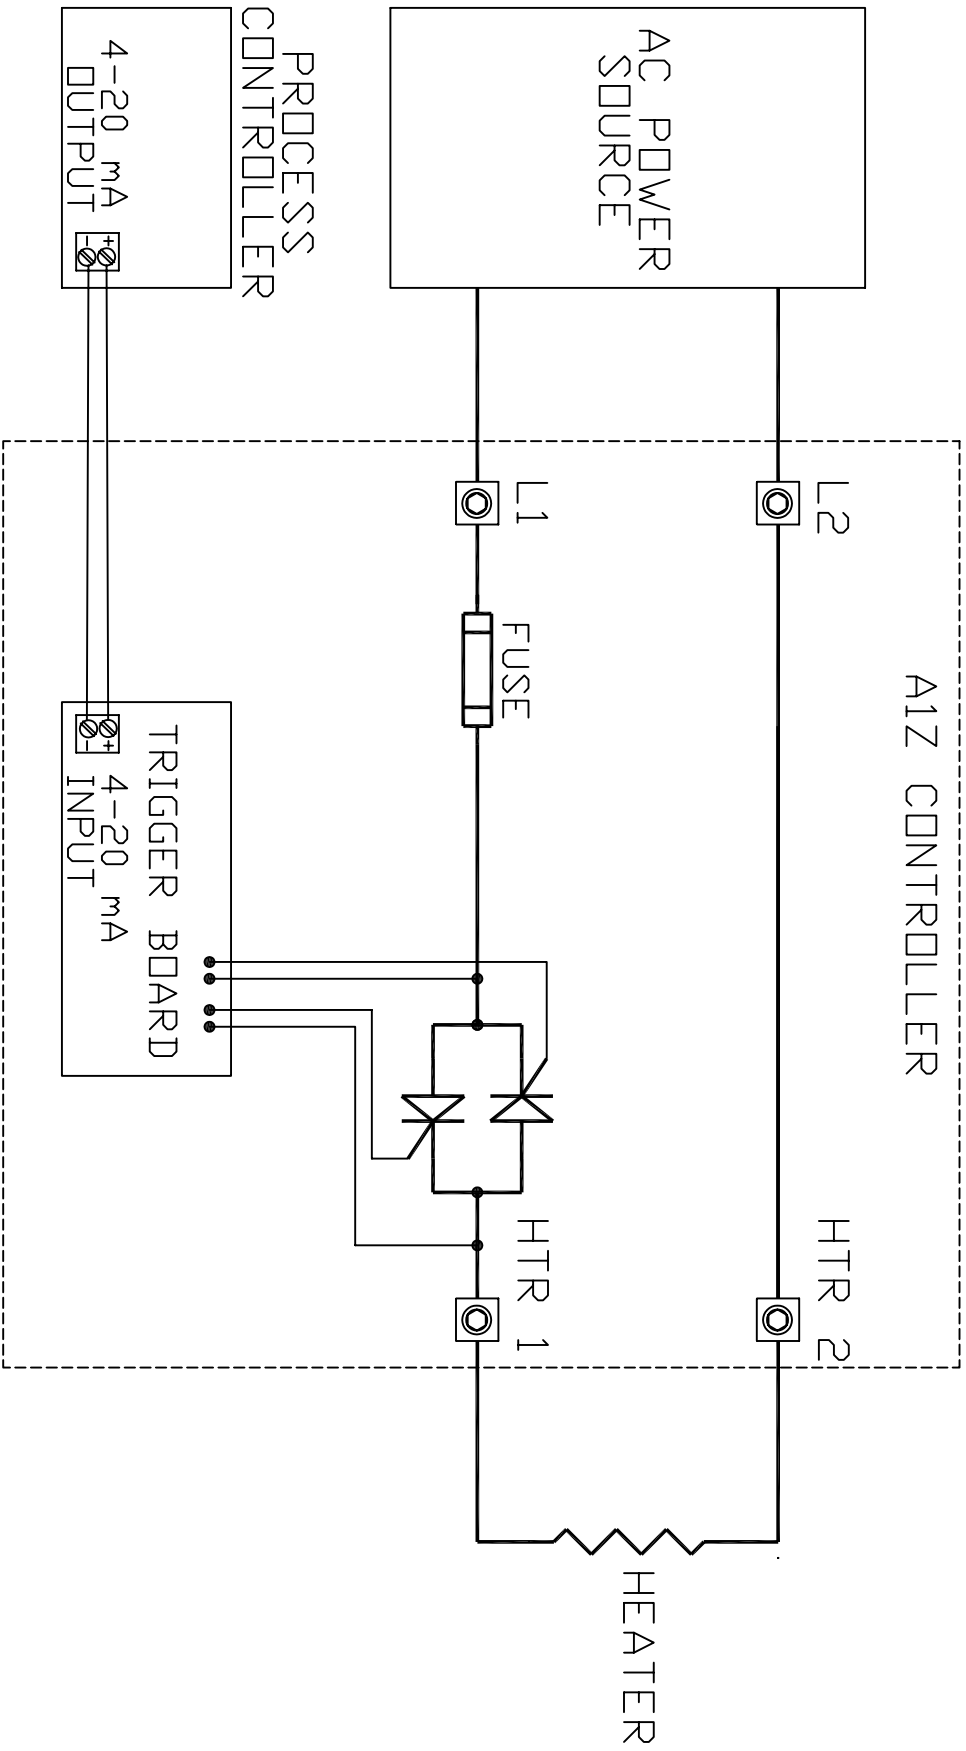 A1Z CONTROLLER
AC POWER
SOURCE
L2
HTR 2
HEATER
L1
FUSE
HTR 1
PROCESS
CONTROLLER
4-20 mA
OUTPUT
+
-
TRIGGER BOARD
+
-
4-20 mA
INPUT